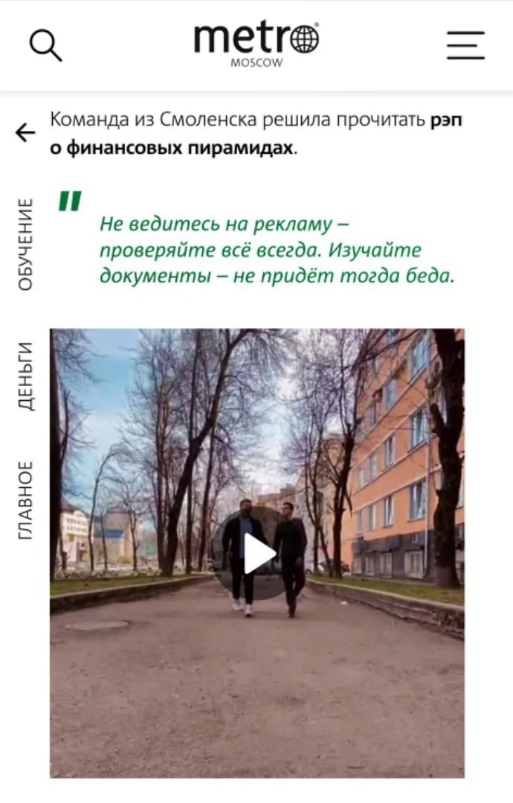 metro
MOSCOW
Команда из Смоленска решила прочитать рэп
о финансовых пирамидах.
"
Не ведитесь на рекламу –
проверяйте всё всегда. Изучайте
документы – не придёт тогда беда.
ОБУЧЕНИЕ
ДЕНЬГИ
ГЛАВНОЕ